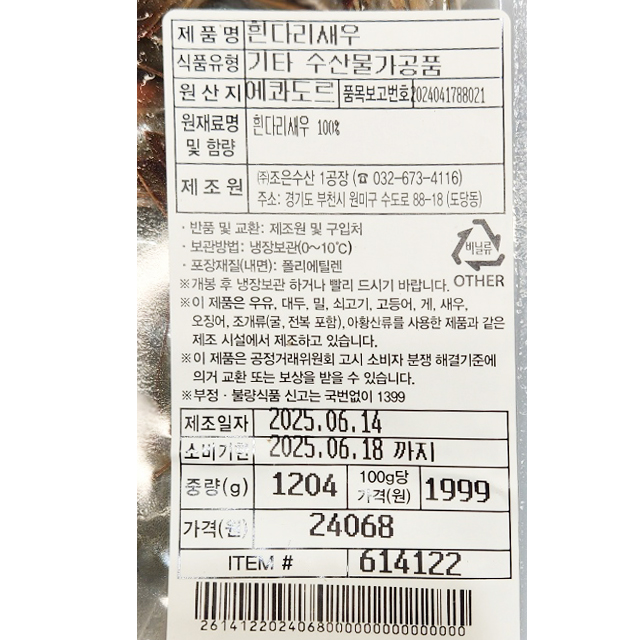 제품명 흰다리새우
식품유형 기타 수산물가공품
원산지 에콰도르 품목보고번호 2024041788021
원재료명 및 함량 흰다리새우 100%
제조원 ㈜조은수산 1공장 (☎ 032-673-4116)
주소: 경기도 부천시 원미구 수도로 88-18 (도당동)
· 반품 및 교환: 제조원 및 구입처
· 보관방법: 냉장보관(0~10℃)
· 포장재질(내면): 폴리에틸렌
비닐류
OTHER
※개봉 후 냉장보관 하거나 빨리 드시기 바랍니다.
※이 제품은 우유, 대두, 밀, 쇠고기, 고등어, 게, 새우,
오징어, 조개류(굴, 전복 포함),아황산류를 사용한 제품과 같은
제조 시설에서 제조하고 있습니다.
※이 제품은 공정거래위원회 고시 소비자 분쟁 해결기준에
의거 교환 또는 보상을 받을 수 있습니다.
※부정 · 불량식품 신고는 국번없이 1399
제조일자 2025.06.14
소비기한 2025.06.18 까지
중량(g) 1204 100g당 가격(원) 1999
가격(원) 24068
ITEM # 614122
2614122024068000000000000000